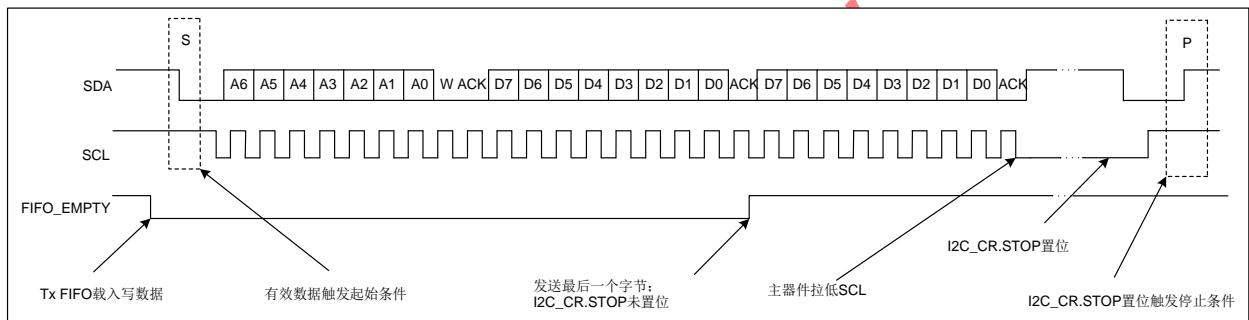 S
P
SDA
A6 A5 A4 A3 A2 A1 A0 W ACK D7 D6 D5 D4 D3 D2 D1 D0 ACK D7 D6 D5 D4 D3 D2 D1 D0 ACK
SCL
FIFO_EMPTY
I2C_CR.STOP置位
Tx FIFO载入写数据
有效数据触发起始条件
发送最后一个字节;
I2C_CR.STOP未置位
主器件拉低SCL
I2C_CR.STOP置位触发停止条件